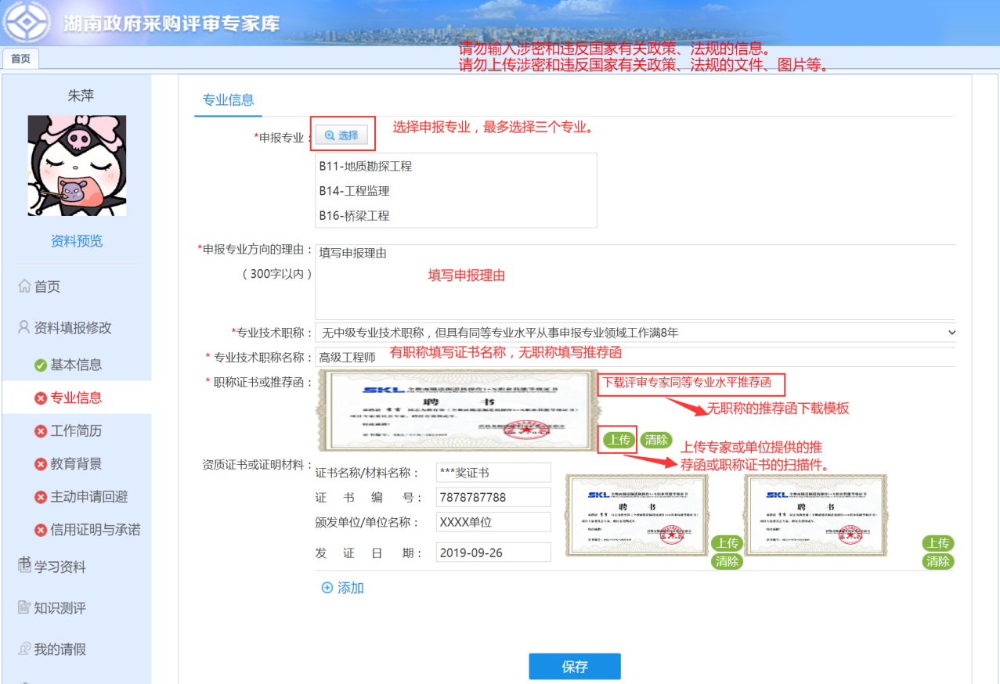 湖南政府采购评审专家库
请勿输入涉密和违反国家有关政策、法规的信息。
首页
请勿上传涉密和违反国家有关政策、法规的文件、图片等。
朱萍
资料预览
首页
资料填报修改
基本信息
专业信息
工作简历
教育背景
主动申请回避
信用证明与承诺
学习资料
知识测评
我的请假
专业信息
*申报专业：
选择
选择申报专业，最多选择三个专业。
B11-地质勘探工程
B14-工程监理
B16-桥梁工程
*申报专业方向的理由：
（300字以内）
填写申报理由
填写申报理由
*专业技术职称：
无中级专业技术职称，但具有同等专业水平从事申报专业领域工作满8年
* 专业技术职称名称：
高级工程师
有职称填写证书名称，无职称填写推荐函
* 职称证书或推荐函：
SKL
聘 书
下载评审专家同等专业水平推荐函
无职称的推荐函下载模板
上传
清除
上传专家或单位提供的推
荐函或职称证书的扫描件。
资质证书或证明材料：
证书名称/材料名称：
***奖证书
证 书 编 号：
7878787788
颁发单位/单位名称：
XXXX单位
发 证 日 期：
2019-09-26
SKL
聘 书
上传
清除
SKL
聘 书
上传
清除
添加
保存